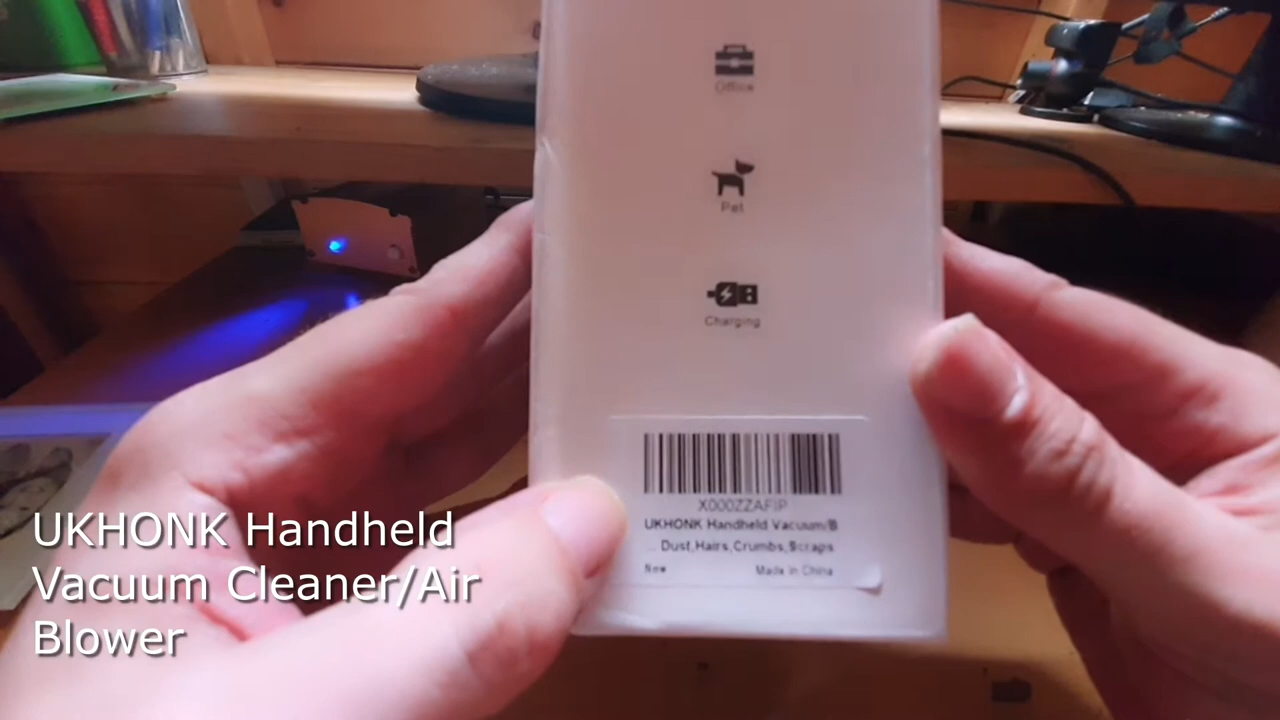 Office
Pet
Charging
X000ZZAFIP
UKHONK Handheld Vacuum/B
... Dust,Hairs,Crumbs,Scraps
New
Made in China
UKHONK Handheld
Vacuum Cleaner/Air
Blower